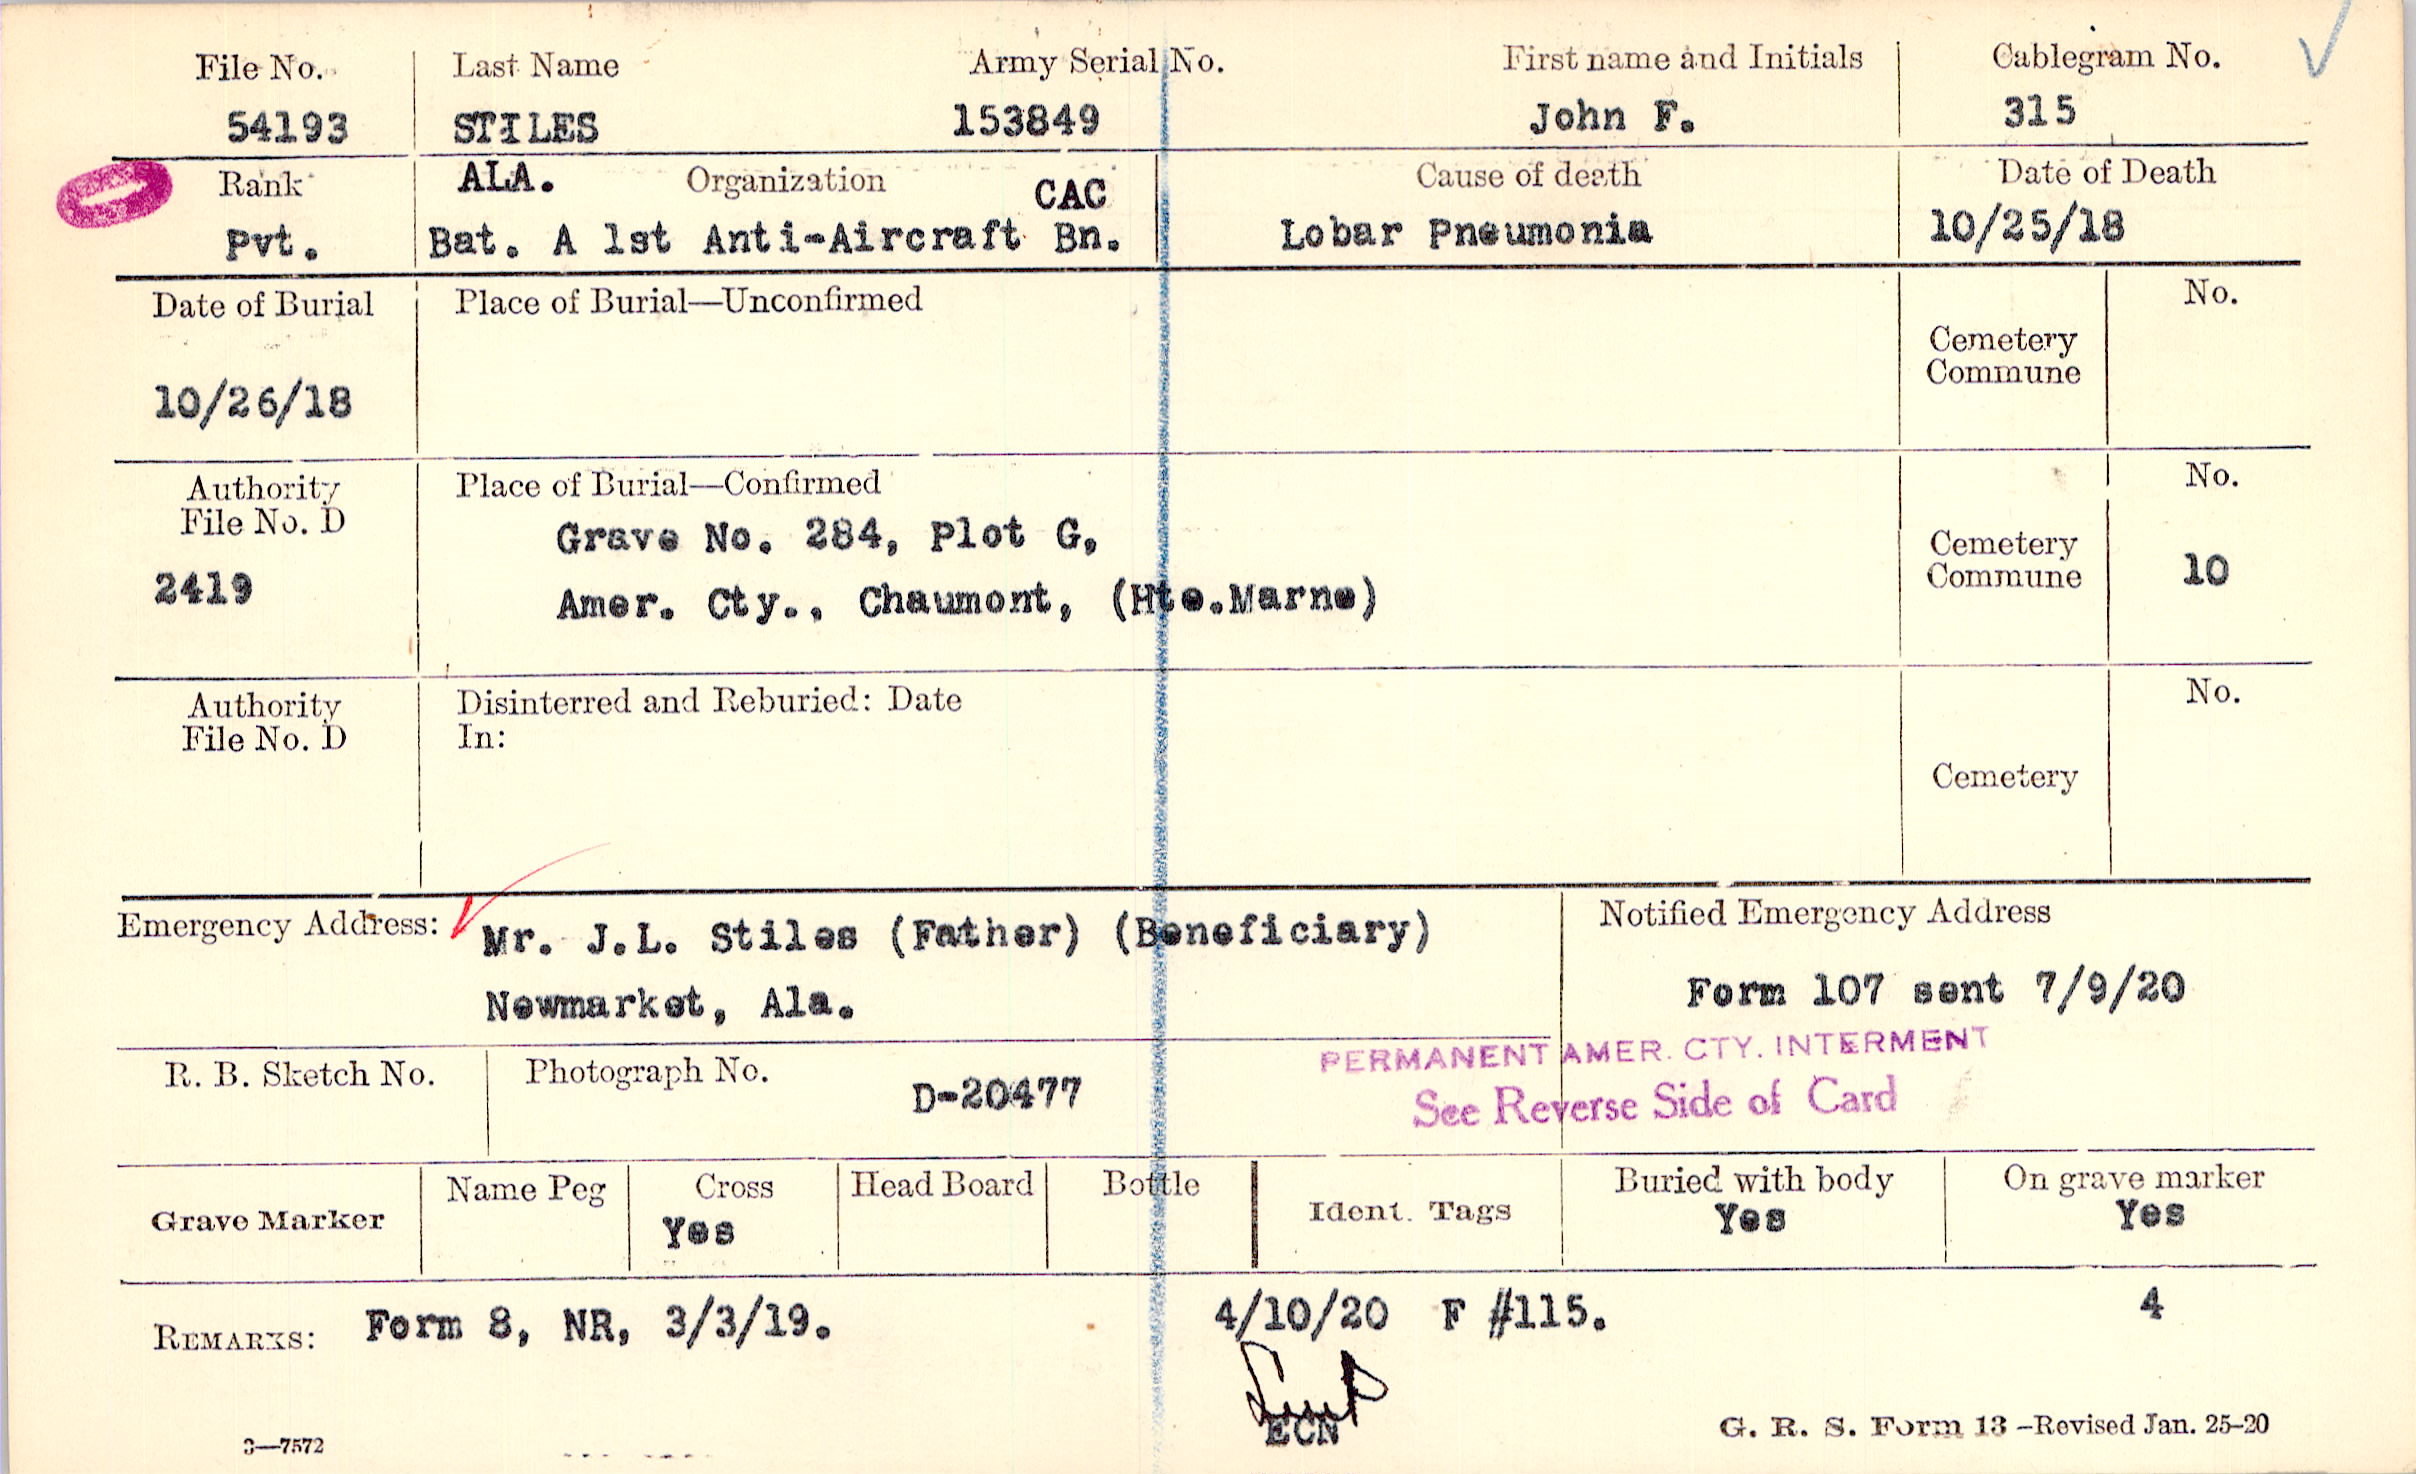 File No. Last Name Army Serial No. First name and Initials Cablegram No.
54193 STILES 153849 John F. 315
Rank ALA. Organization CAC Cause of death Date of Death
Pvt. Bat. A 1st Anti-Aircraft Bn. Lobar Pneumonia 10/25/18
Date of Burial Place of Burial—Unconfirmed No.
Cemetery
Commune
10/26/18
Authority Place of Burial—Confirmed No.
File No. D
Grave No. 284, Plot G,
Cemetery
Commune 10
2419
Amer. Cty., Chaumont, (Hte.Marne)
Authority Disinterred and Reburied: Date No.
File No. D In:
Cemetery
Emergency Address: Mr. J.L. Stiles (Father) (Beneficiary) Notified Emergency Address
Newmarket, Ala. Form 107 sent 7/9/20
PERMANENT AMER. CTY. INTERMENT
R. B. Sketch No. Photograph No. D-20477 See Reverse Side of Card
Name Peg Cross Head Board Bottle Buried with body On grave marker
Grave Marker Yes Ident. Tags Yes Yes
REMARKS: Form 8, NR, 3/3/19. 4/10/20 F #115. 4
ECN
3—7572 G. R. S. Form 13 -Revised Jan. 25-20